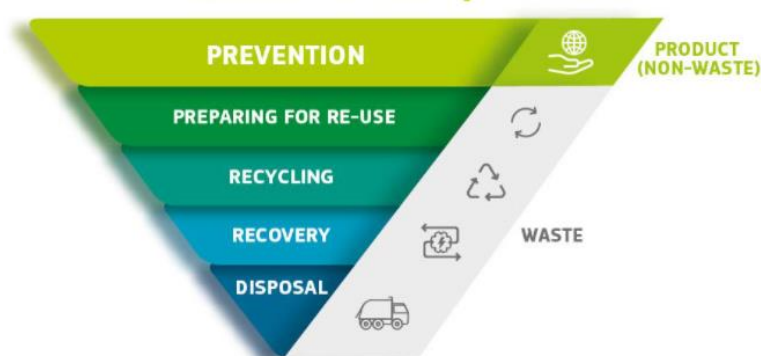 PREVENTION
PRODUCT
(NON-WASTE)
PREPARING FOR RE-USE
RECYCLING
RECOVERY
WASTE
DISPOSAL